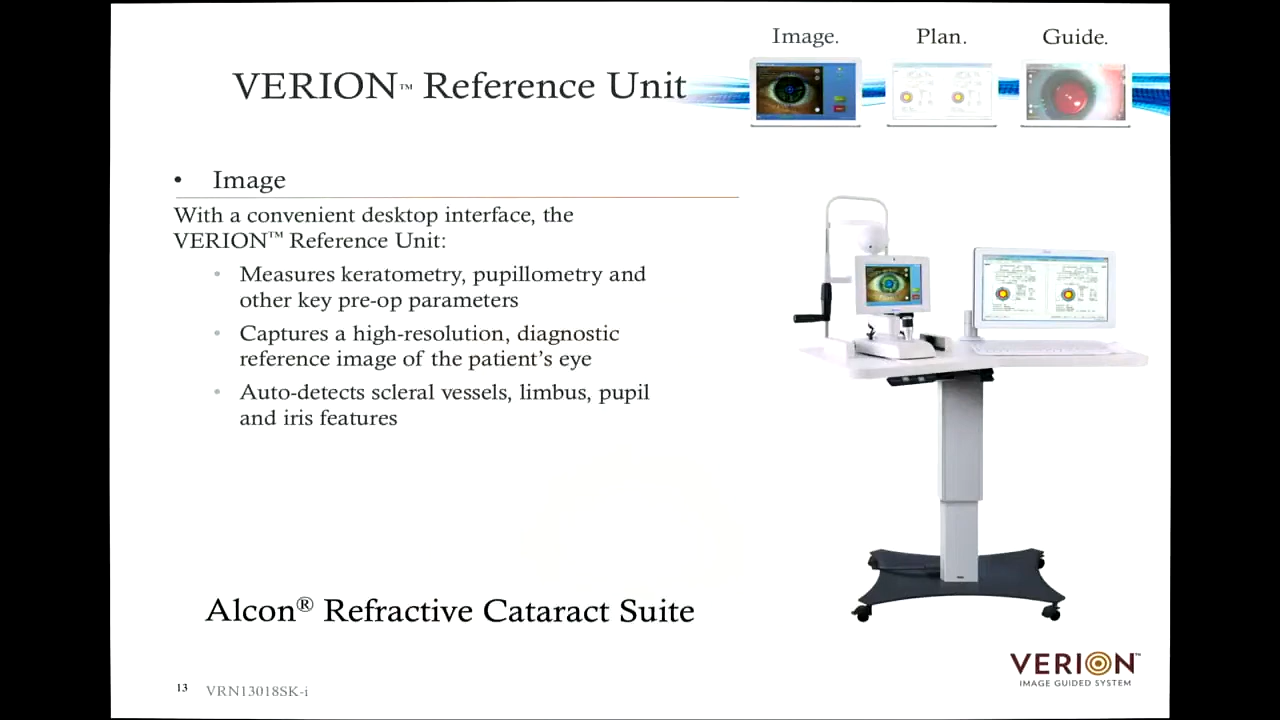 Image. Plan. Guide.
VERION™ Reference Unit
• Image
With a convenient desktop interface, the
VERION™ Reference Unit:
• Measures keratometry, pupillometry and
other key pre-op parameters
• Captures a high-resolution, diagnostic
reference image of the patient’s eye
• Auto-detects scleral vessels, limbus, pupil
and iris features
Alcon® Refractive Cataract Suite
VERION™
IMAGE GUIDED SYSTEM
13 VRN13018SK-i